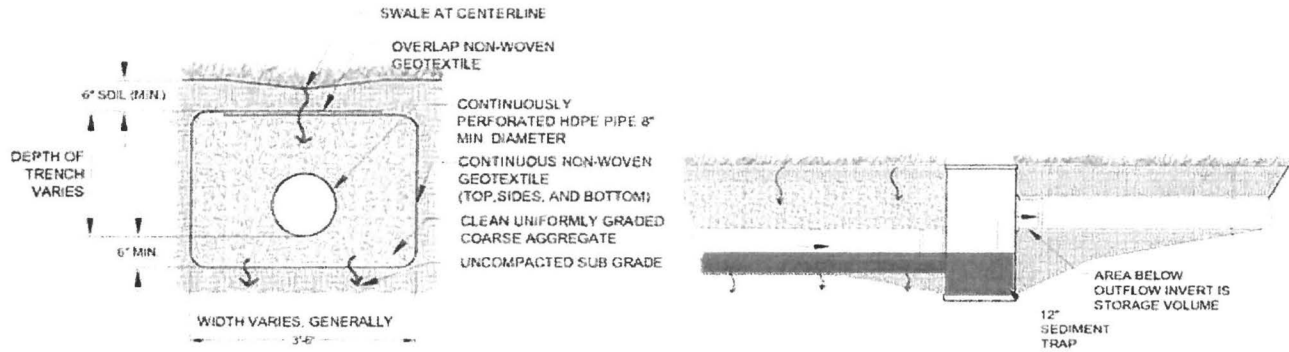 SWALE AT CENTERLINE
OVERLAP NON-WOVEN
GEOTEXTILE
6" SOIL (MIN.)
CONTINUOUSLY
PERFORATED HDPE PIPE 8"
MIN. DIAMETER
DEPTH OF
TRENCH
VARIES
CONTINUOUS NON-WOVEN
GEOTEXTILE
(TOP,SIDES, AND BOTTOM)
CLEAN UNIFORMLY GRADED
COARSE AGGREGATE
6" MIN.
UNCOMPACTED SUB GRADE
WIDTH VARIES, GENERALLY
3'-6'
AREA BELOW
OUTFLOW INVERT IS
STORAGE VOLUME
12"
SEDIMENT
TRAP